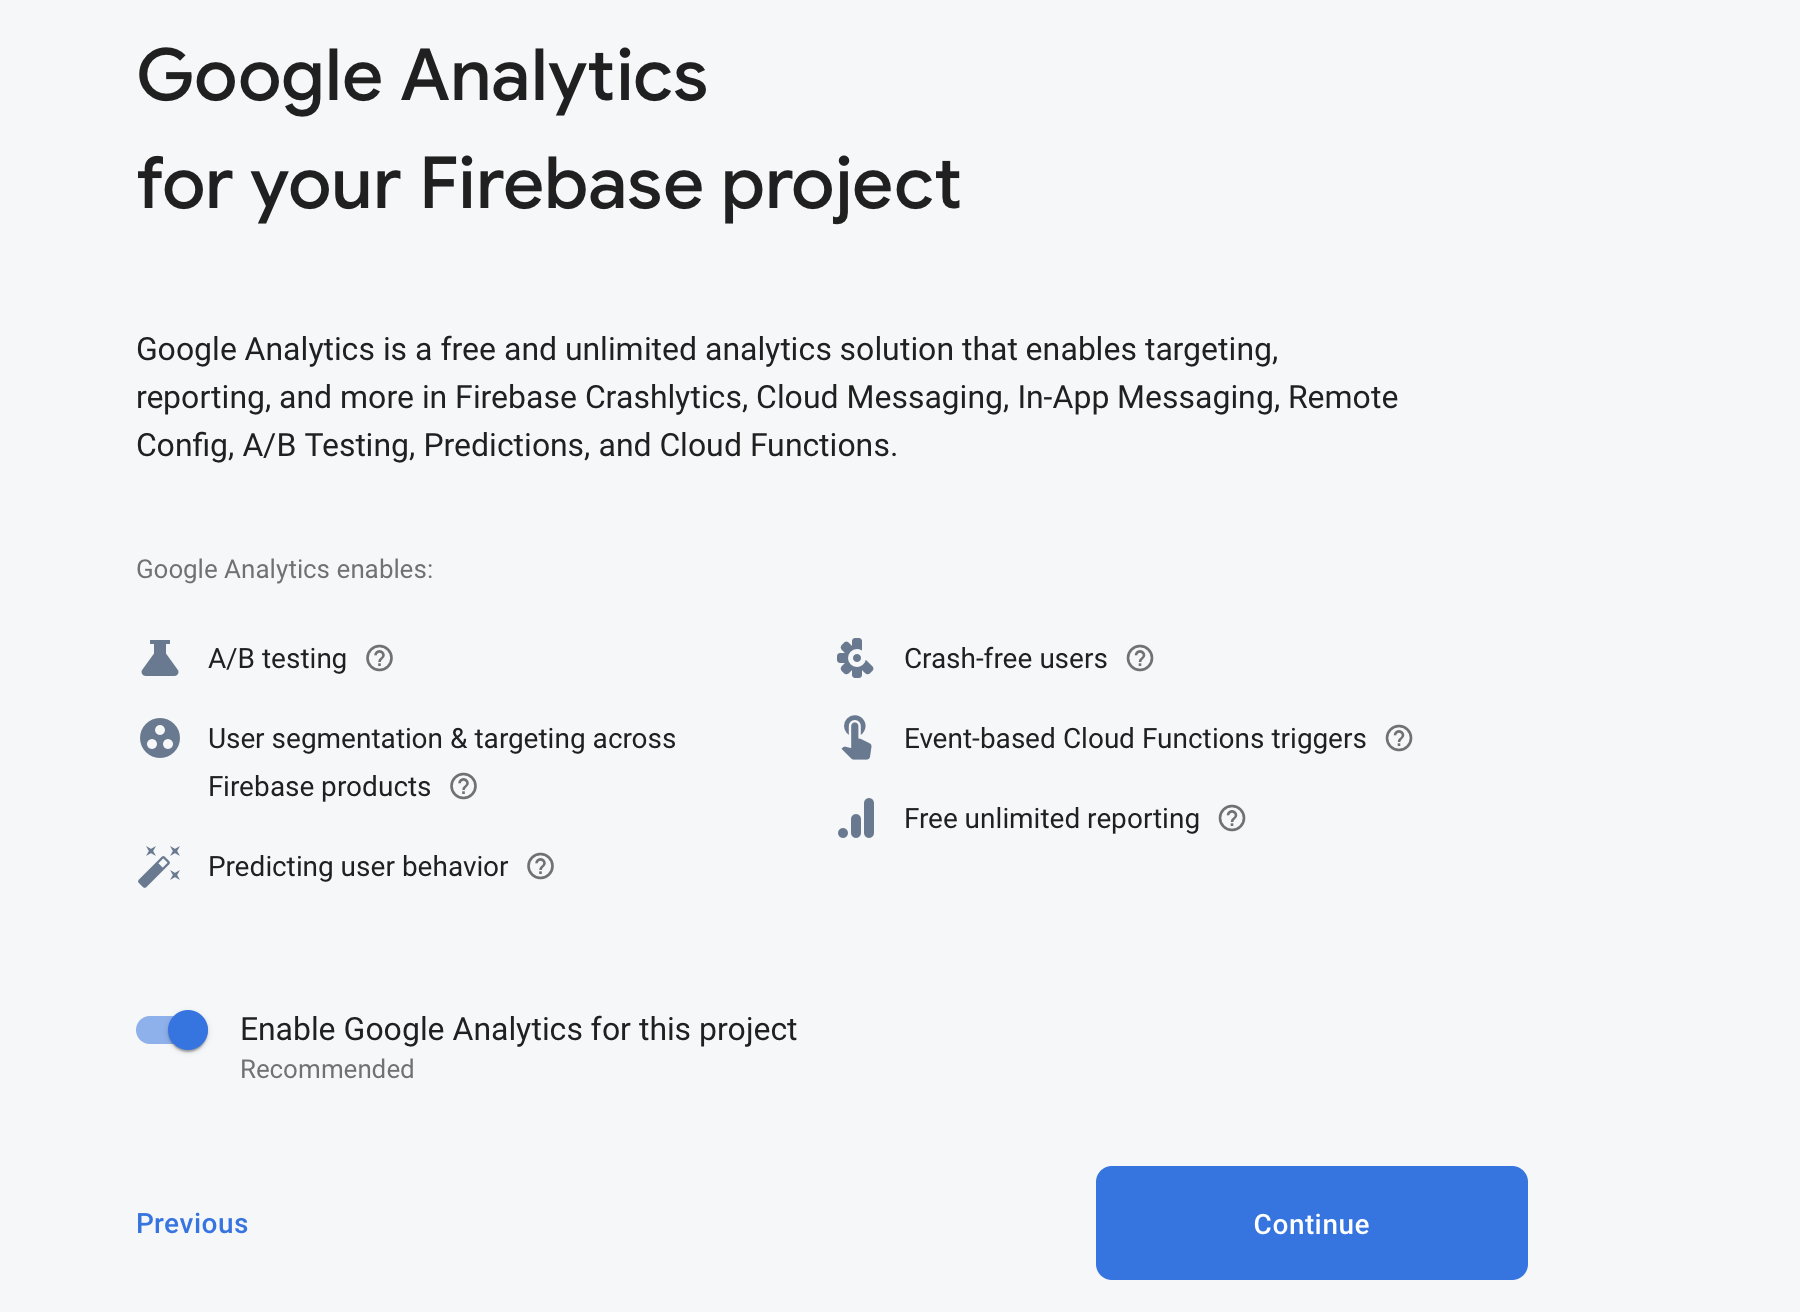 Google Analytics
for your Firebase project
Google Analytics is a free and unlimited analytics solution that enables targeting,
reporting, and more in Firebase Crashlytics, Cloud Messaging, In-App Messaging, Remote
Config, A/B Testing, Predictions, and Cloud Functions.
Google Analytics enables:
A/B testing
User segmentation & targeting across
Firebase products
Predicting user behavior
Crash-free users
Event-based Cloud Functions triggers
Free unlimited reporting
Enable Google Analytics for this project
Recommended
Previous
Continue